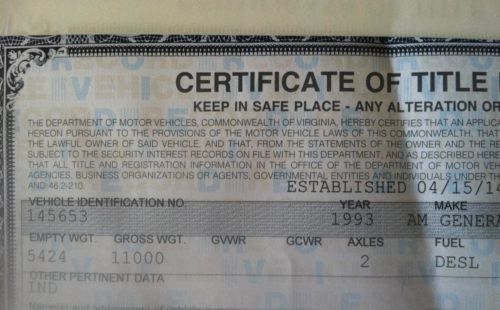 CERTIFICATE OF TITLE
KEEP IN SAFE PLACE - ANY ALTERATION OR
THE DEPARTMENT OF MOTOR VEHICLES, COMMONWEALTH OF VIRGINIA, HEREBY CERTIFIES THAT AN APPLICA
HEREON PURSUANT TO THE PROVISIONS OF THE MOTOR VEHICLE LAWS OF THIS COMMONWEALTH, THAT
THE LAWFUL OWNER OF SAID VEHICLE, AND THAT, FROM THE STATEMENTS OF THE OWNER AND THE RE
SUBJECT TO THE SECURITY INTEREST RECORDS ON FILE WITH THIS DEPARTMENT, AND AS DESCRIBED HERE
THAT ALL TITLE AND REGISTRATION INFORMATION IN THE OFFICE OF THE DEPARTMENT OF MOTOR VE
AGENCIES, BUSINESS ORGANIZATIONS OR AGENTS, GOVERNMENTAL ENTITIES AND INDIVIDUALS UNDER TH
AND 46.2-210.
ESTABLISHED 04/15/1
VEHICLE IDENTIFICATION NO. YEAR MAKE
145653 1993 AM GENERA
EMPTY WGT. GROSS WGT. GVWR GCWR AXLES FUEL
5424 11000 2 DESL
OTHER PERTINENT DATA
IND